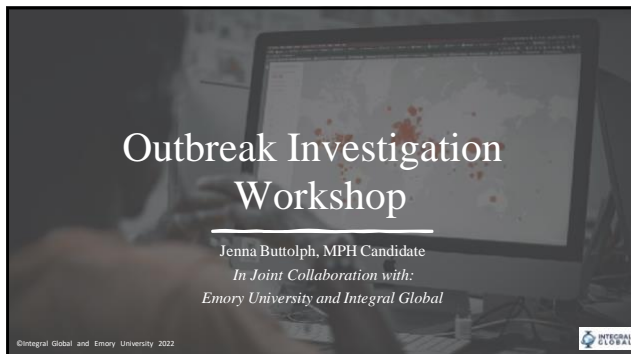 Outbreak Investigation
Workshop
Jenna Buttolph, MPH Candidate
In Joint Collaboration with:
Emory University and Integral Global
©Integral Global and Emory University 2022
INTEGRAL
GLOBAL